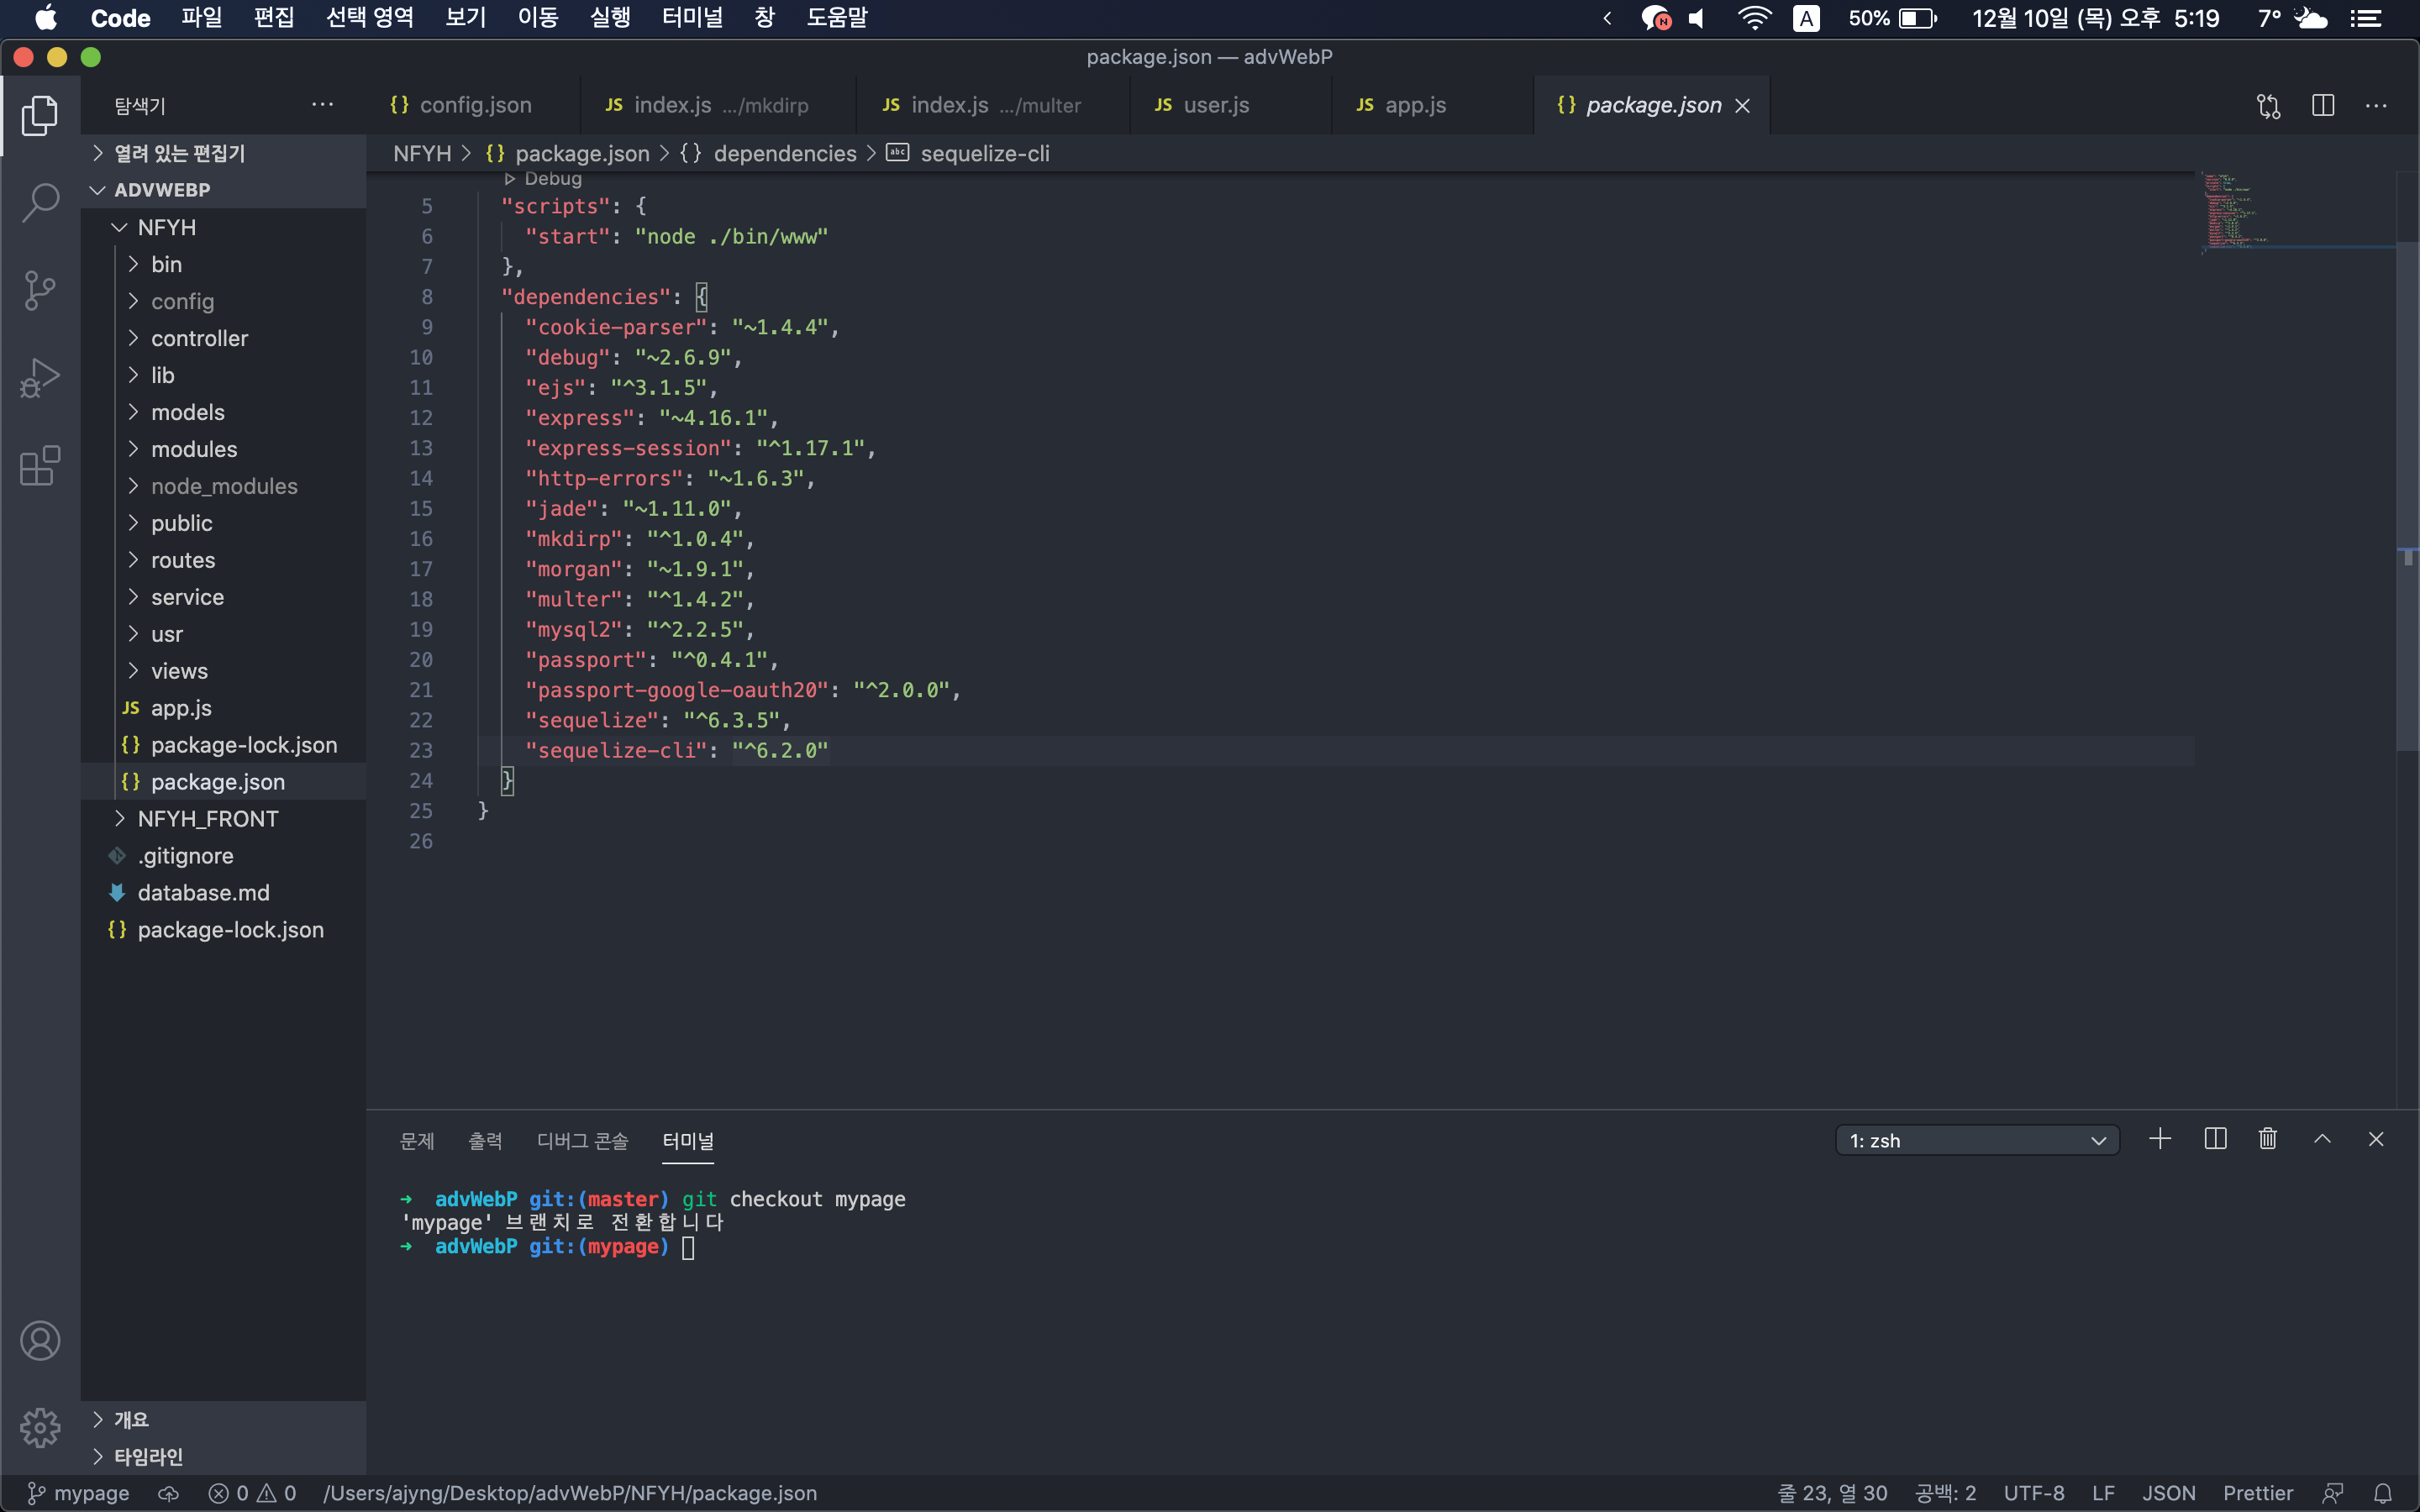 Code 파일 편집 선택 영역 보기 이동 실행 터미널 창 도움말 A 50% 12월 10일 (목) 오후 5:19 7°
package.json — advWebP
탐색기 ...
{} config.json JS index.js .../mkdirp JS index.js .../multer JS user.js JS app.js {} package.json
열려 있는 편집기
NFYH > {} package.json > {} dependencies > abc sequelize-cli
ADVWEBP
NFYH
bin
config
controller
lib
models
modules
node_modules
public
routes
service
usr
views
JS app.js
{} package-lock.json
{} package.json
NFYH_FRONT
.gitignore
database.md
{} package-lock.json
개요
타임라인
Debug
5 "scripts": {
6 "start": "node ./bin/www"
7 },
8 "dependencies": {
9 "cookie-parser": "~1.4.4",
10 "debug": "~2.6.9",
11 "ejs": "^3.1.5",
12 "express": "~4.16.1",
13 "express-session": "^1.17.1",
14 "http-errors": "~1.6.3",
15 "jade": "~1.11.0",
16 "mkdirp": "^1.0.4",
17 "morgan": "~1.9.1",
18 "multer": "^1.4.2",
19 "mysql2": "^2.2.5",
20 "passport": "^0.4.1",
21 "passport-google-oauth20": "^2.0.0",
22 "sequelize": "^6.3.5",
23 "sequelize-cli": "^6.2.0"
24 }
25 }
26
문제 출력 디버그 콘솔 터미널 1: zsh
➜ advWebP git:(master) git checkout mypage
'mypage' 브랜치로 전환합니다
➜ advWebP git:(mypage)
mypage 0 0 /Users/ajyng/Desktop/advWebP/NFYH/package.json 줄 23, 열 30 공백: 2 UTF-8 LF JSON Prettier